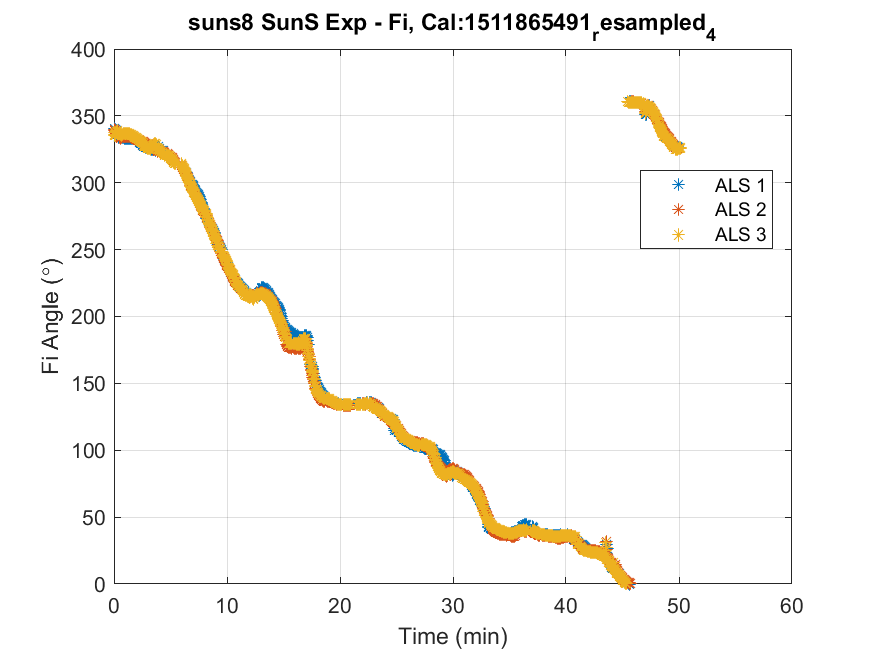 suns8 SunS Exp - Fi, Cal:1511865491resampled4
400
350
300
250
200
150
100
50
0
Fi Angle (°)
ALS 1
ALS 2
ALS 3
0 10 20 30 40 50 60
Time (min)